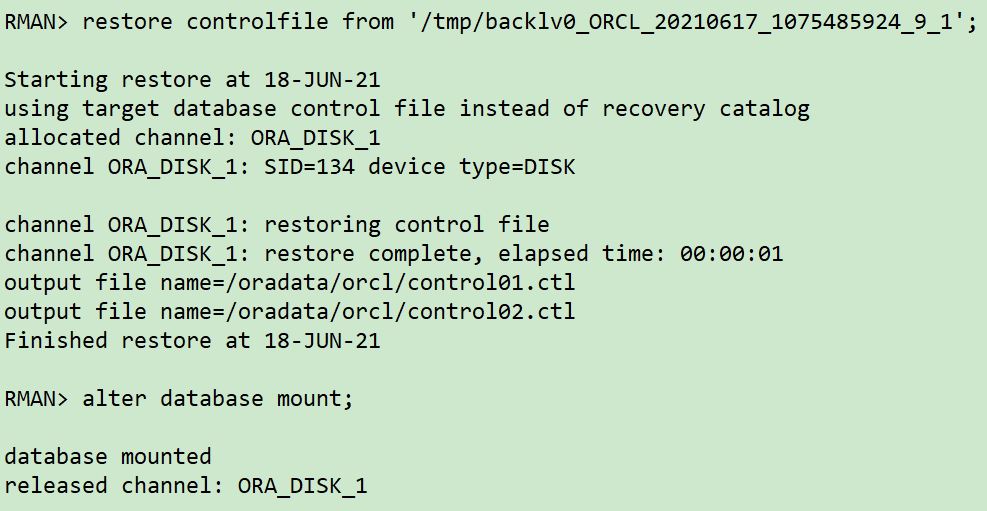 RMAN> restore controlfile from '/tmp/backlv0_ORCL_20210617_1075485924_9_1';
Starting restore at 18-JUN-21
using target database control file instead of recovery catalog
allocated channel: ORA_DISK_1
channel ORA_DISK_1: SID=134 device type=DISK
channel ORA_DISK_1: restoring control file
channel ORA_DISK_1: restore complete, elapsed time: 00:00:01
output file name=/oradata/orcl/control01.ctl
output file name=/oradata/orcl/control02.ctl
Finished restore at 18-JUN-21
RMAN> alter database mount;
database mounted
released channel: ORA_DISK_1